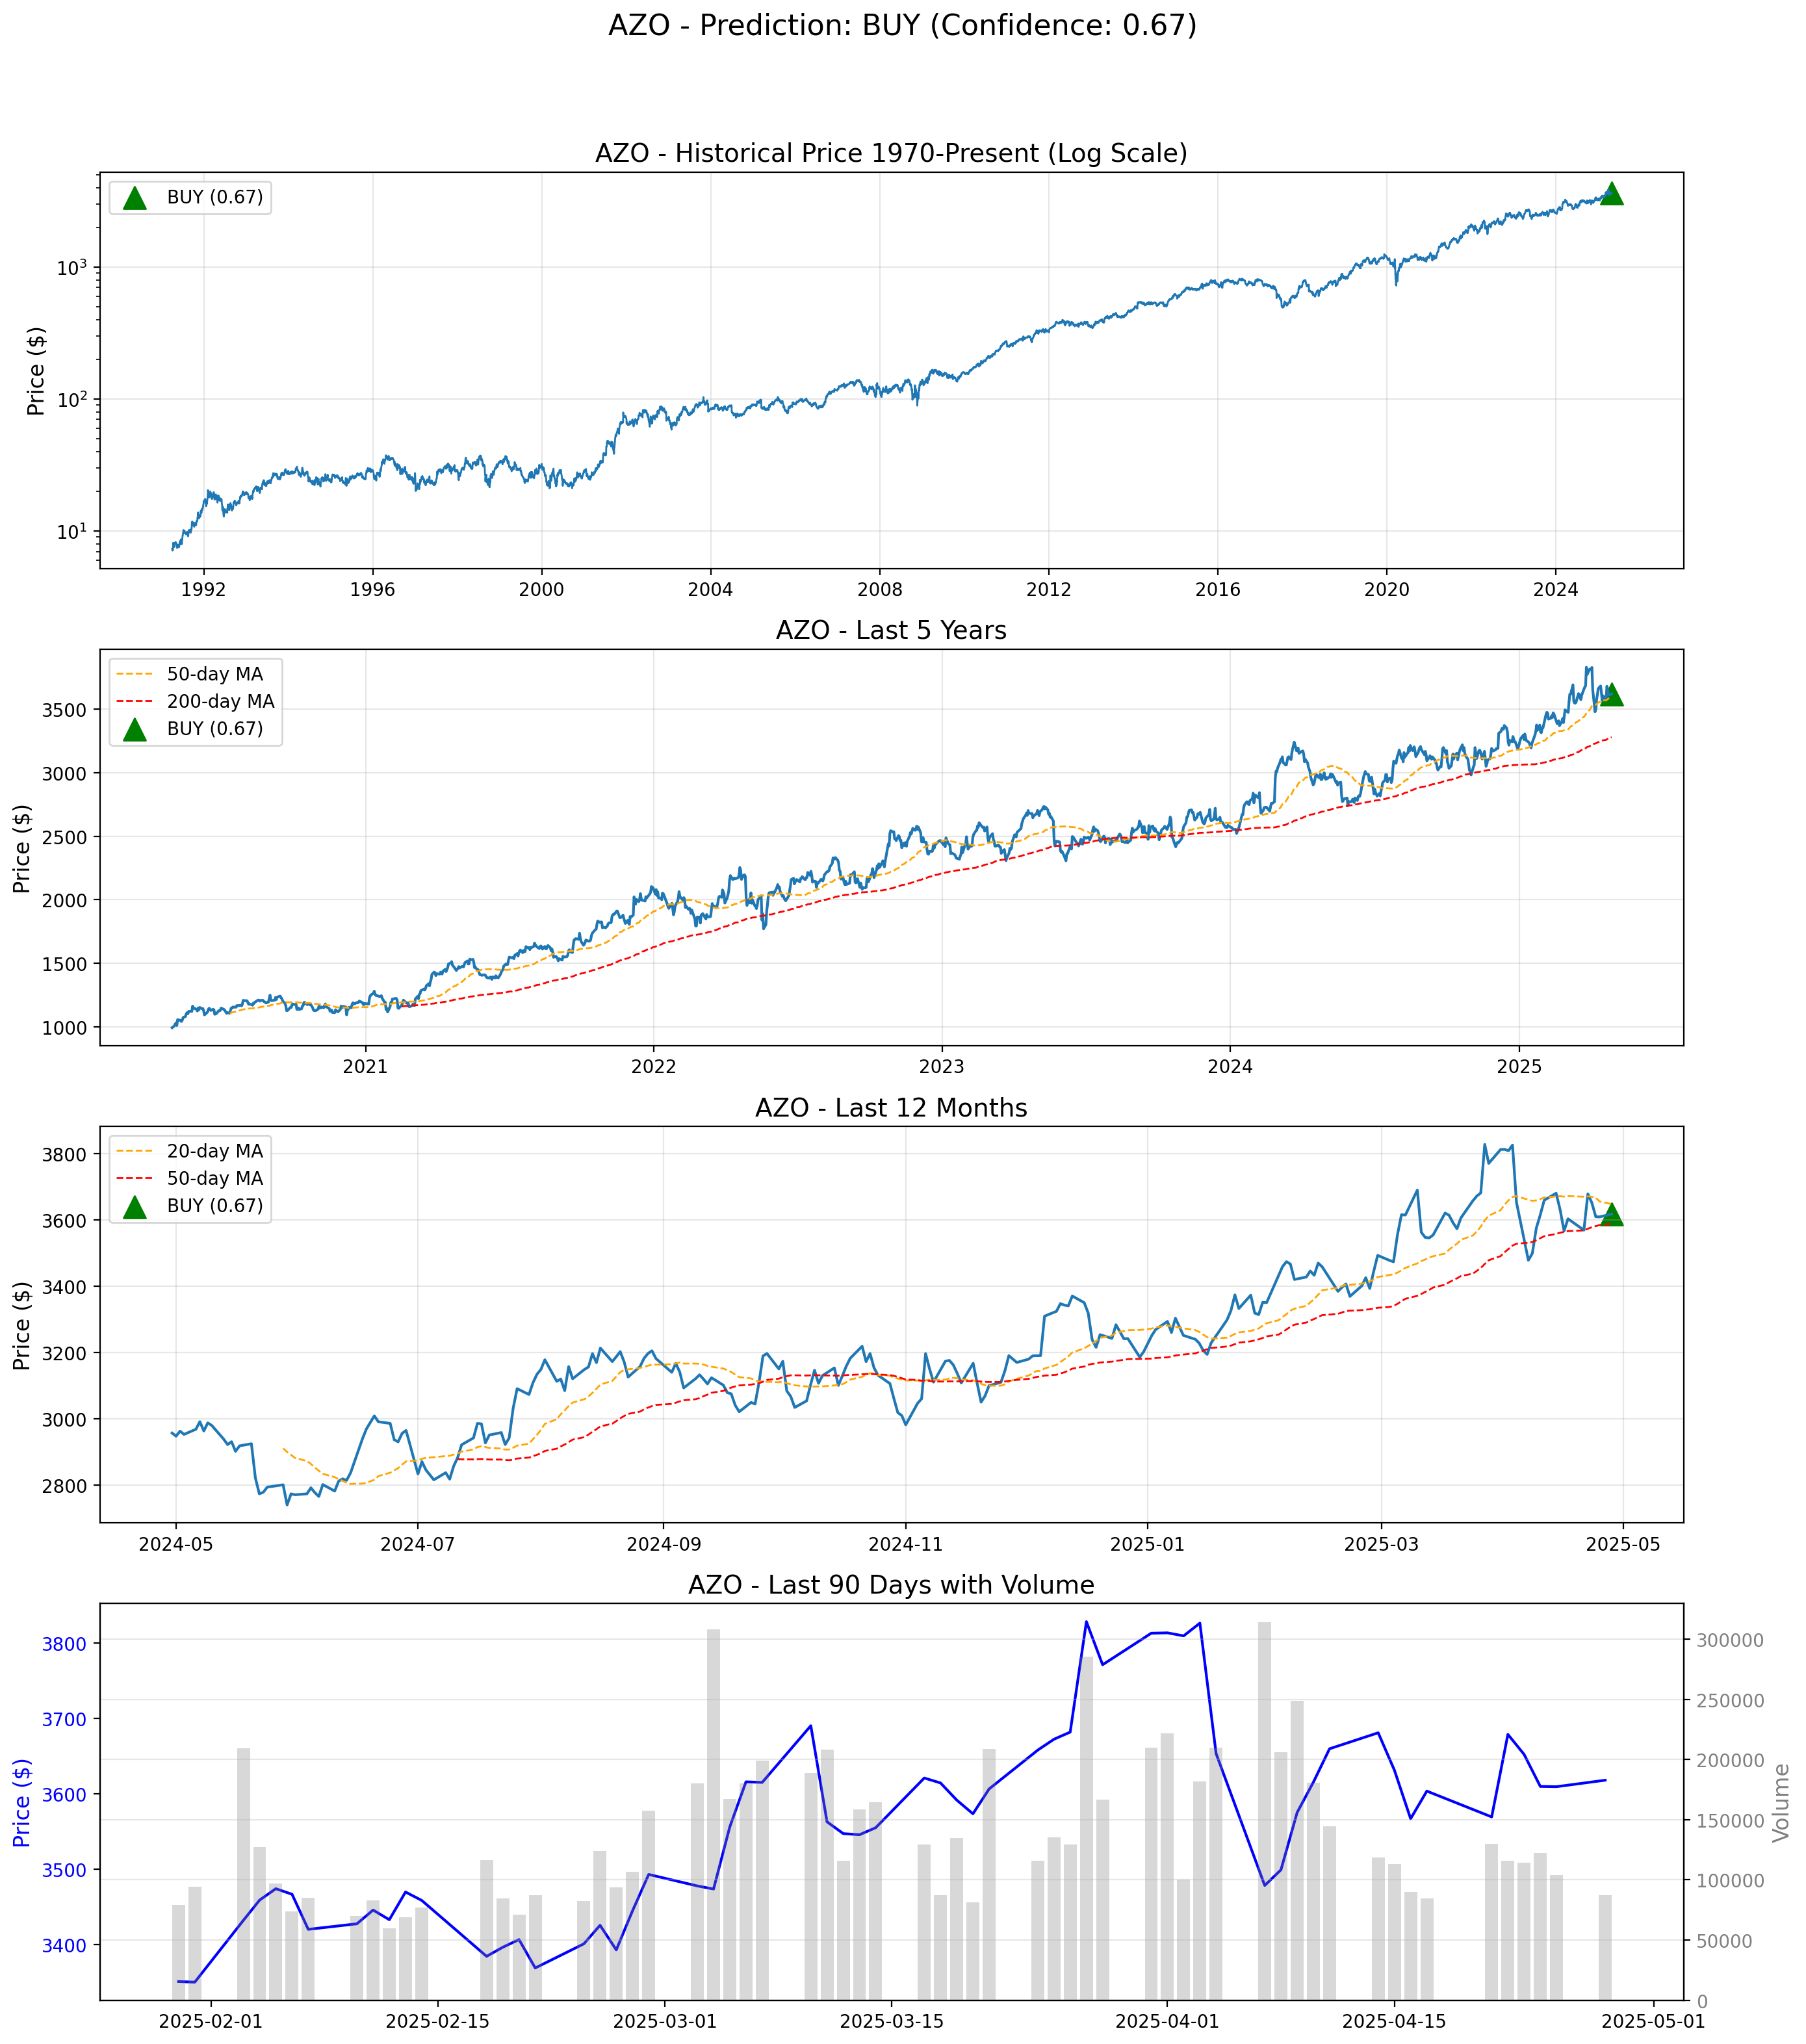 AZO - Prediction: BUY (Confidence: 0.67)
AZO - Historical Price 1970-Present (Log Scale)
BUY (0.67)
Price ($)
10³
10²
10¹
1992 1996 2000 2004 2008 2012 2016 2020 2024
AZO - Last 5 Years
50-day MA
200-day MA
BUY (0.67)
Price ($)
3500
3000
2500
2000
1500
1000
2021 2022 2023 2024 2025
AZO - Last 12 Months
20-day MA
50-day MA
BUY (0.67)
Price ($)
3800
3600
3400
3200
3000
2800
2024-05 2024-07 2024-09 2024-11 2025-01 2025-03 2025-05
AZO - Last 90 Days with Volume
Price ($)
3800
3700
3600
3500
3400
300000
250000
200000
150000
100000
50000
0
Volume
2025-02-01 2025-02-15 2025-03-01 2025-03-15 2025-04-01 2025-04-15 2025-05-01